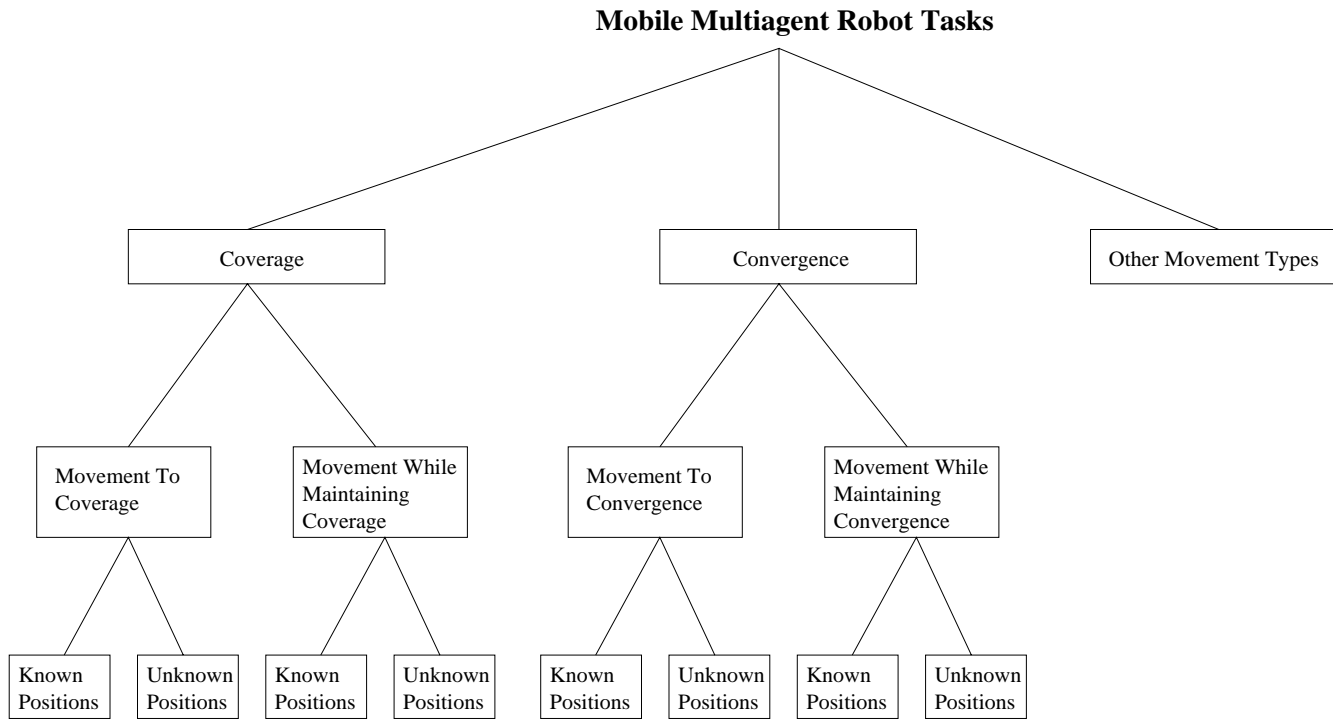 Mobile Multiagent Robot Tasks
Coverage
Convergence
Other Movement Types
Movement To
Coverage
Movement While
Maintaining
Coverage
Movement To
Convergence
Movement While
Maintaining
Convergence
Known
Positions
Unknown
Positions
Known
Positions
Unknown
Positions
Known
Positions
Unknown
Positions
Known
Positions
Unknown
Positions